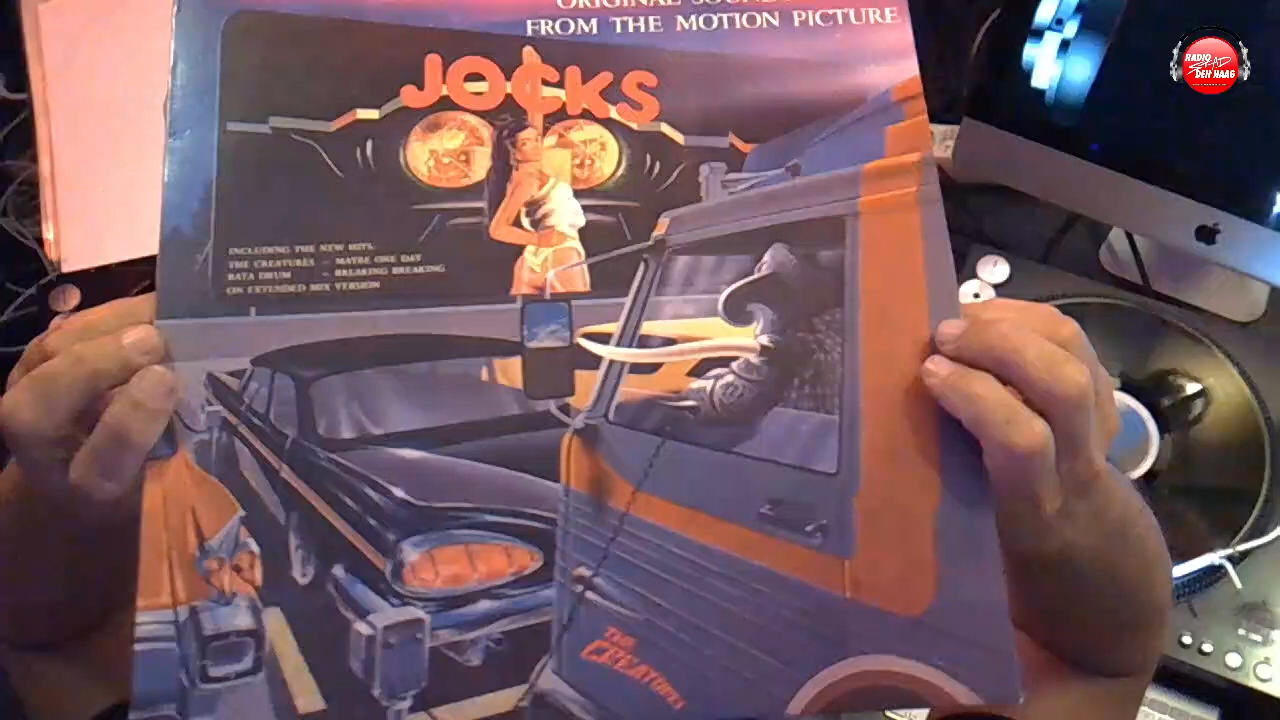 ORIGINAL SOUND
FROM THE MOTION PICTURE
JOCKS
INCLUDING THE NEW HITS:
THE CREATURES - MAYBE ONE DAY
RATA DRUM - BREAKING BREAKING
ON EXTENDED MIX VERSION
THE
CREATURES
RADIO
STAD
DEN HAAG